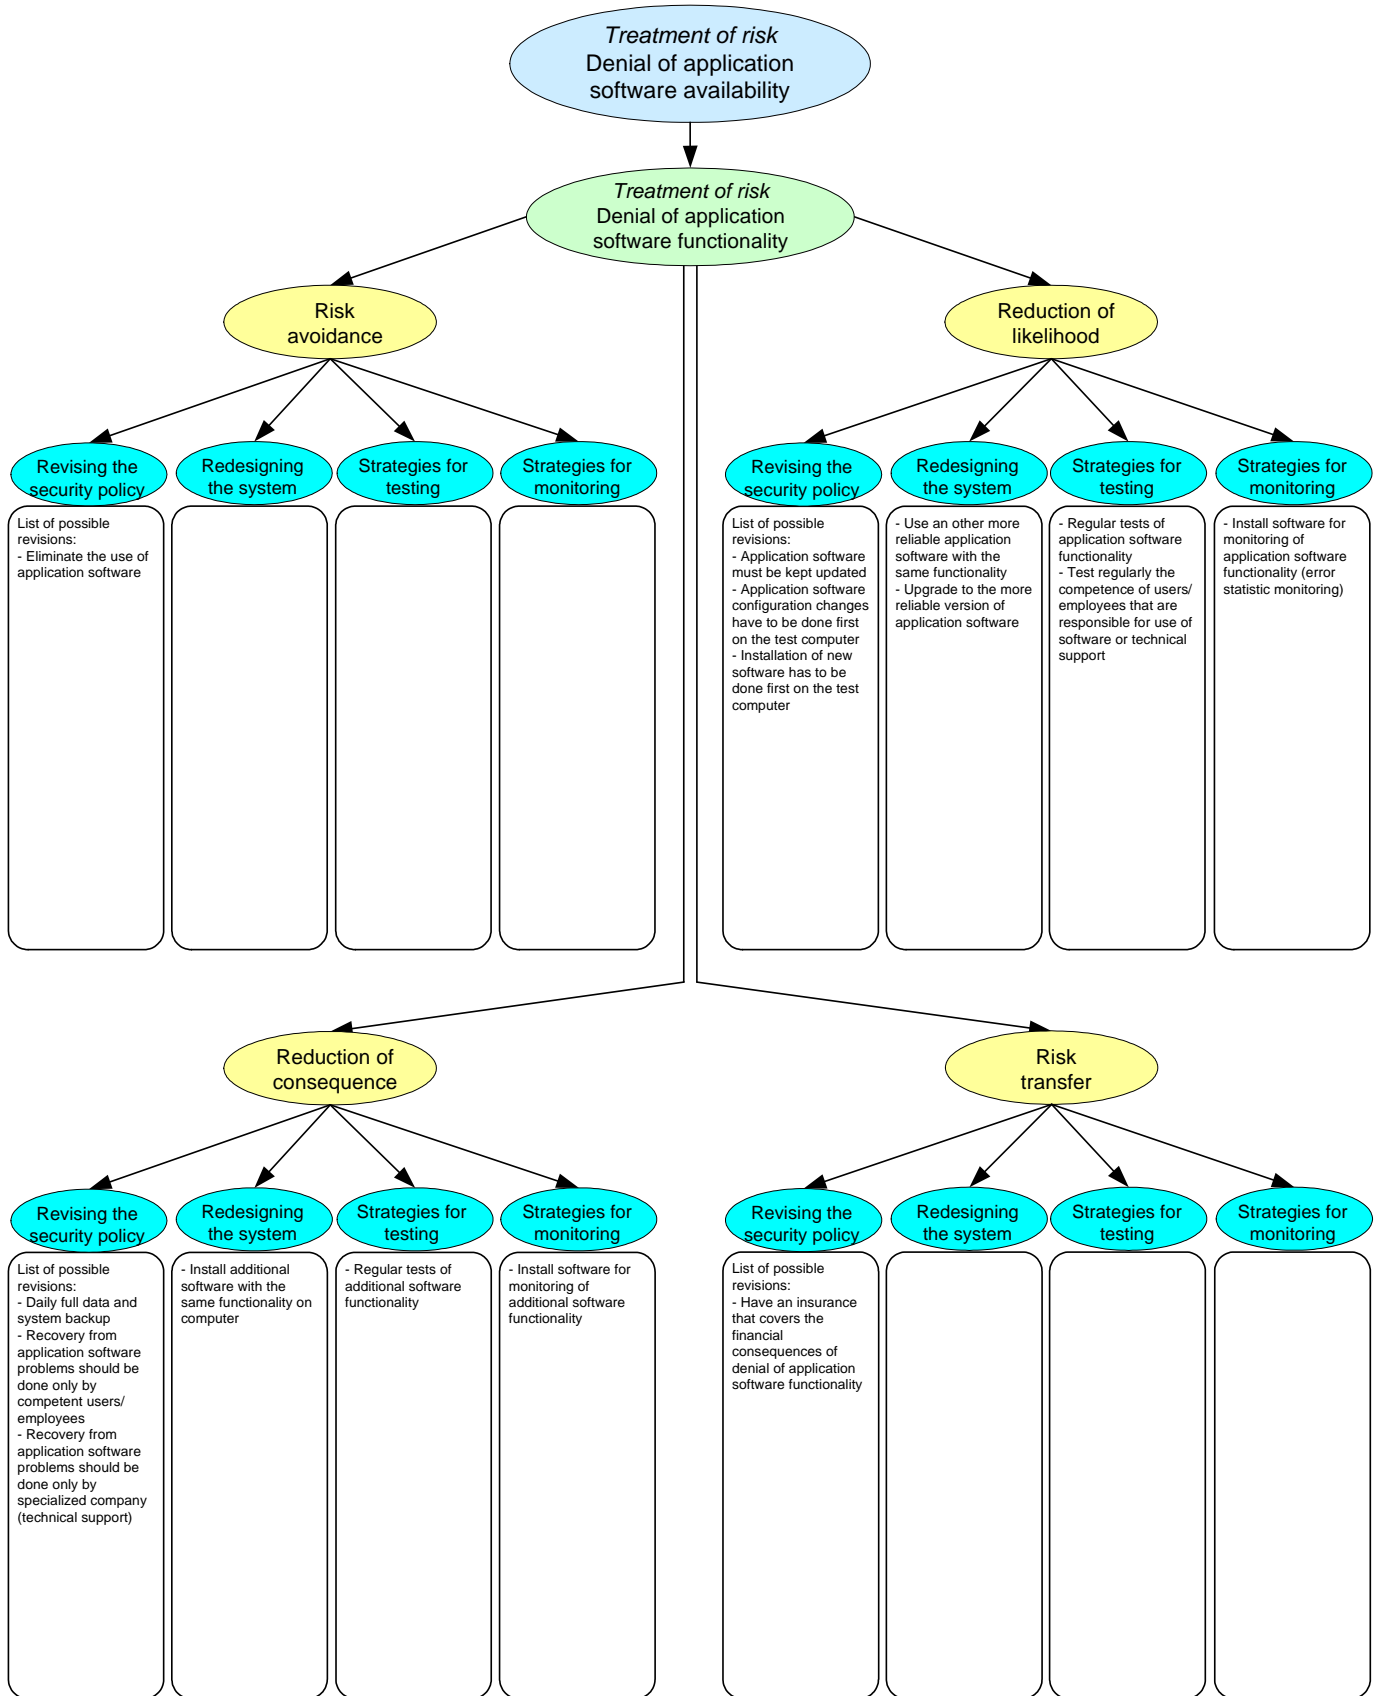 Treatment of risk
Denial of application
software availability
Treatment of risk
Denial of application
software functionality
Risk
avoidance
Reduction of
likelihood
Revising the
security policy
Redesigning
the system
Strategies for
testing
Strategies for
monitoring
Revising the
security policy
Redesigning
the system
Strategies for
testing
Strategies for
monitoring
List of possible
revisions:
- Eliminate the use of
application software
List of possible
revisions:
- Application software
must be kept updated
- Application software
configuration changes
have to be done first
on the test computer
- Installation of new
software has to be
done first on the test
computer
- Use an other more
reliable application
software with the
same functionality
- Upgrade to the more
reliable version of
application software
- Regular tests of
application software
functionality
- Test regularly the
competence of users/
employees that are
responsible for use of
software or technical
support
- Install software for
monitoring of
application software
functionality (error
statistic monitoring)
Reduction of
consequence
Risk
transfer
Revising the
security policy
Redesigning
the system
Strategies for
testing
Strategies for
monitoring
Revising the
security policy
Redesigning
the system
Strategies for
testing
Strategies for
monitoring
List of possible
revisions:
- Daily full data and
system backup
- Recovery from
application software
problems should be
done only by
competent users/
employees
- Recovery from
application software
problems should be
done only by
specialized company
(technical support)
- Install additional
software with the
same functionality on
computer
- Regular tests of
additional software
functionality
- Install software for
monitoring of
additional software
functionality
List of possible
revisions:
- Have an insurance
that covers the
financial
consequences of
denial of application
software functionality